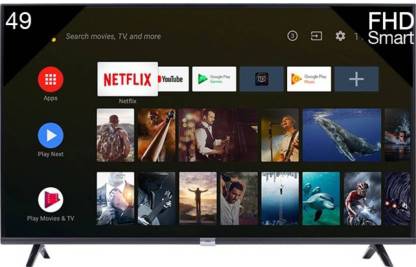 49
FHD
Smart
Search movies, TV, and more
NETFLIX
YouTube
Google Play
Games
Google Play
Music
Apps
Netflix
Play Next
Play Movies & TV